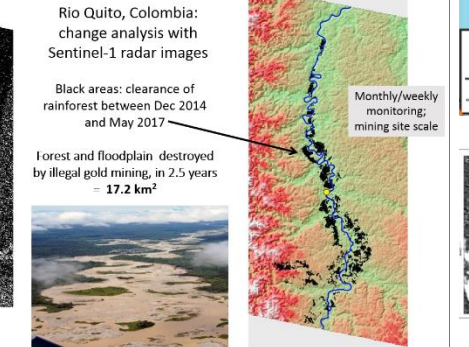 Rio Quito, Colombia:
change analysis with
Sentinel-1 radar images
Black areas: clearance of
rainforest between Dec 2014
and May 2017
Forest and floodplain destroyed
by illegal gold mining, in 2.5 years
= 17.2 km²
Monthly/weekly
monitoring;
mining site scale